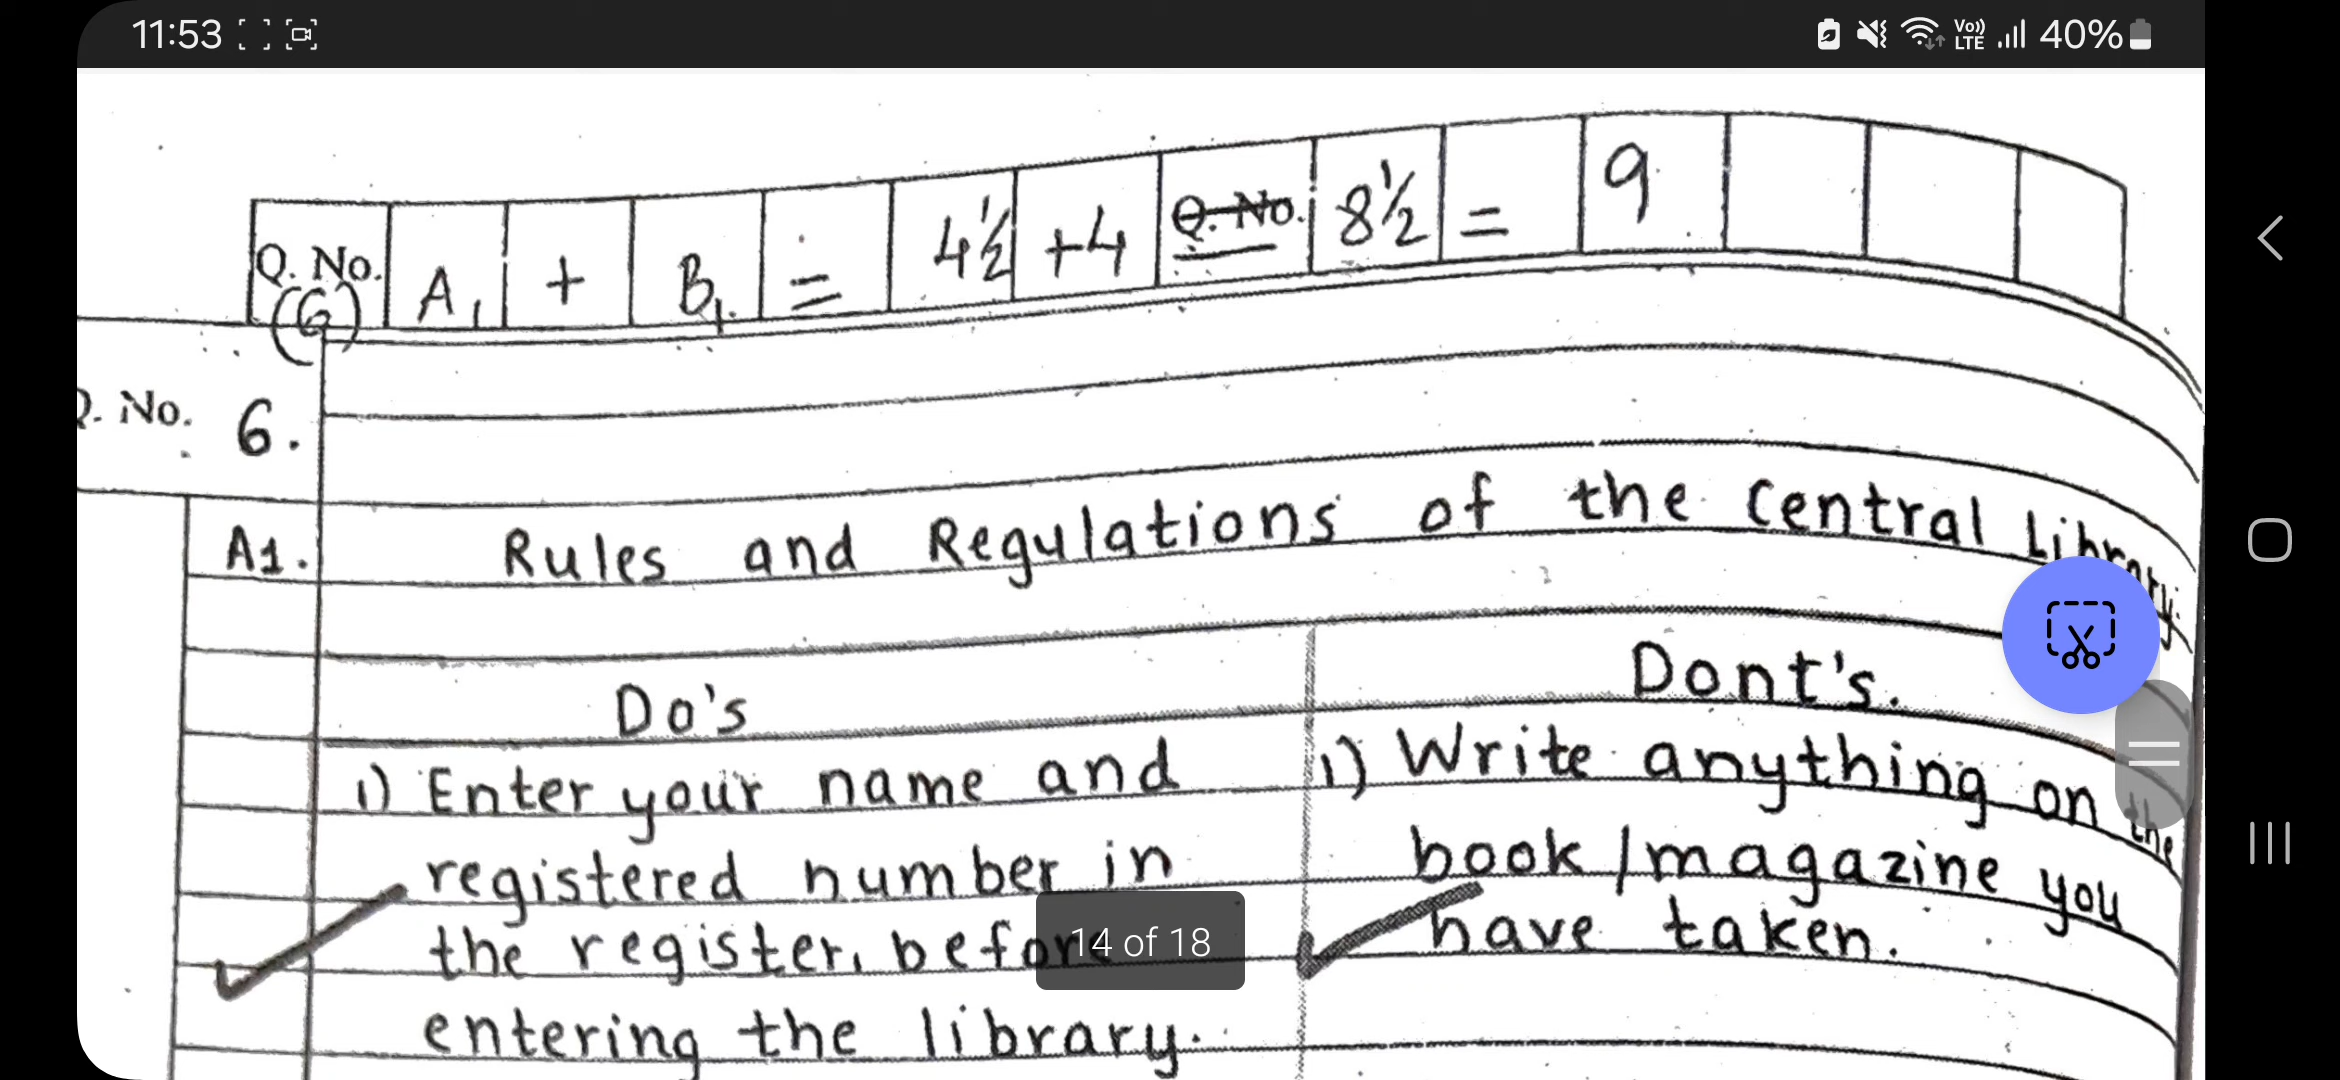 11:53
Vo)) LTE 40%
Q. No. A1 + B1. = 4½ +4 Q. No. 8½ = 9
(6)
Q. No. 6.
A1. Rules and Regulations of the Central Library.
Do's Dont's.
1) Enter your name and
registered number in
the register, before
entering the library.
1) Write anything on the
book/magazine you
have taken.
14 of 18